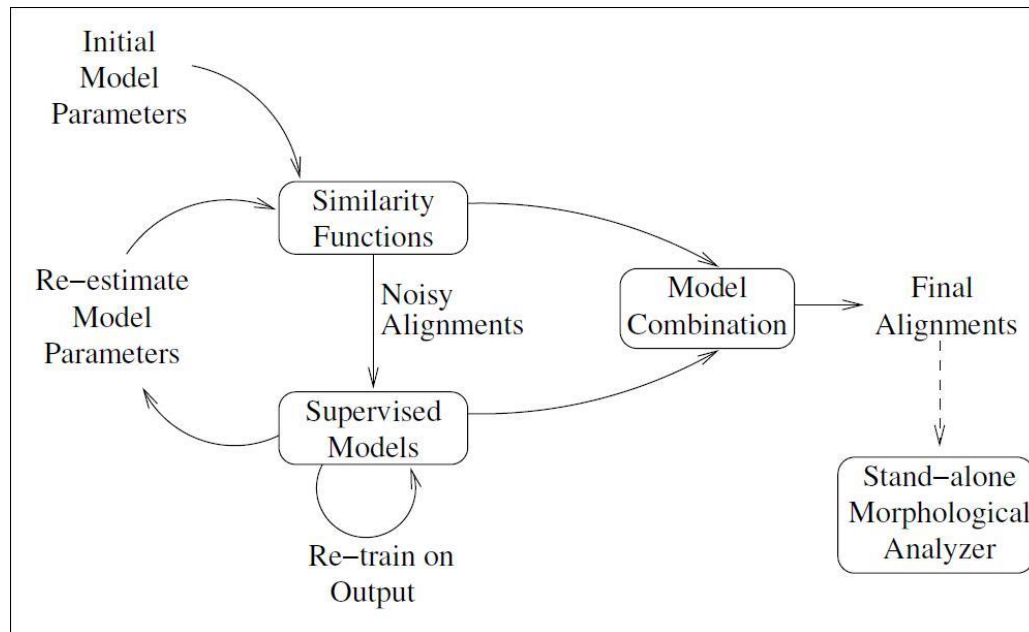 Initial
Model
Parameters
Similarity
Functions
Re−estimate
Model
Parameters
Noisy
Alignments
Model
Combination
Final
Alignments
Supervised
Models
Stand−alone
Morphological
Analyzer
Re−train on
Output